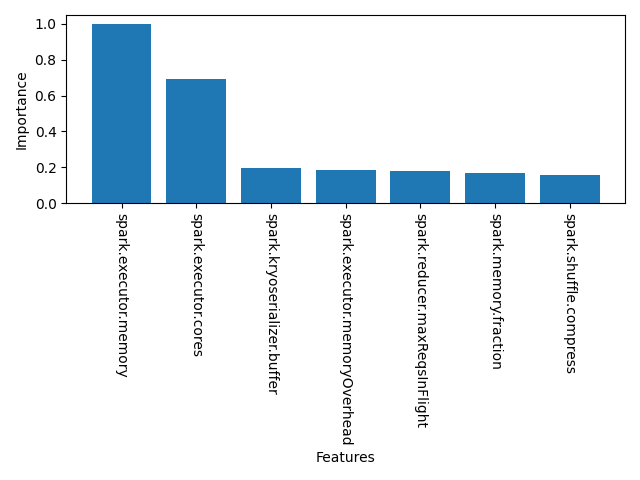 1.0
0.8
0.6
0.4
0.2
0.0
Importance
spark.executor.memory
spark.executor.cores
spark.kryoserializer.buffer
spark.executor.memoryOverhead
spark.reducer.maxReqsInFlight
spark.memory.fraction
spark.shuffle.compress
Features